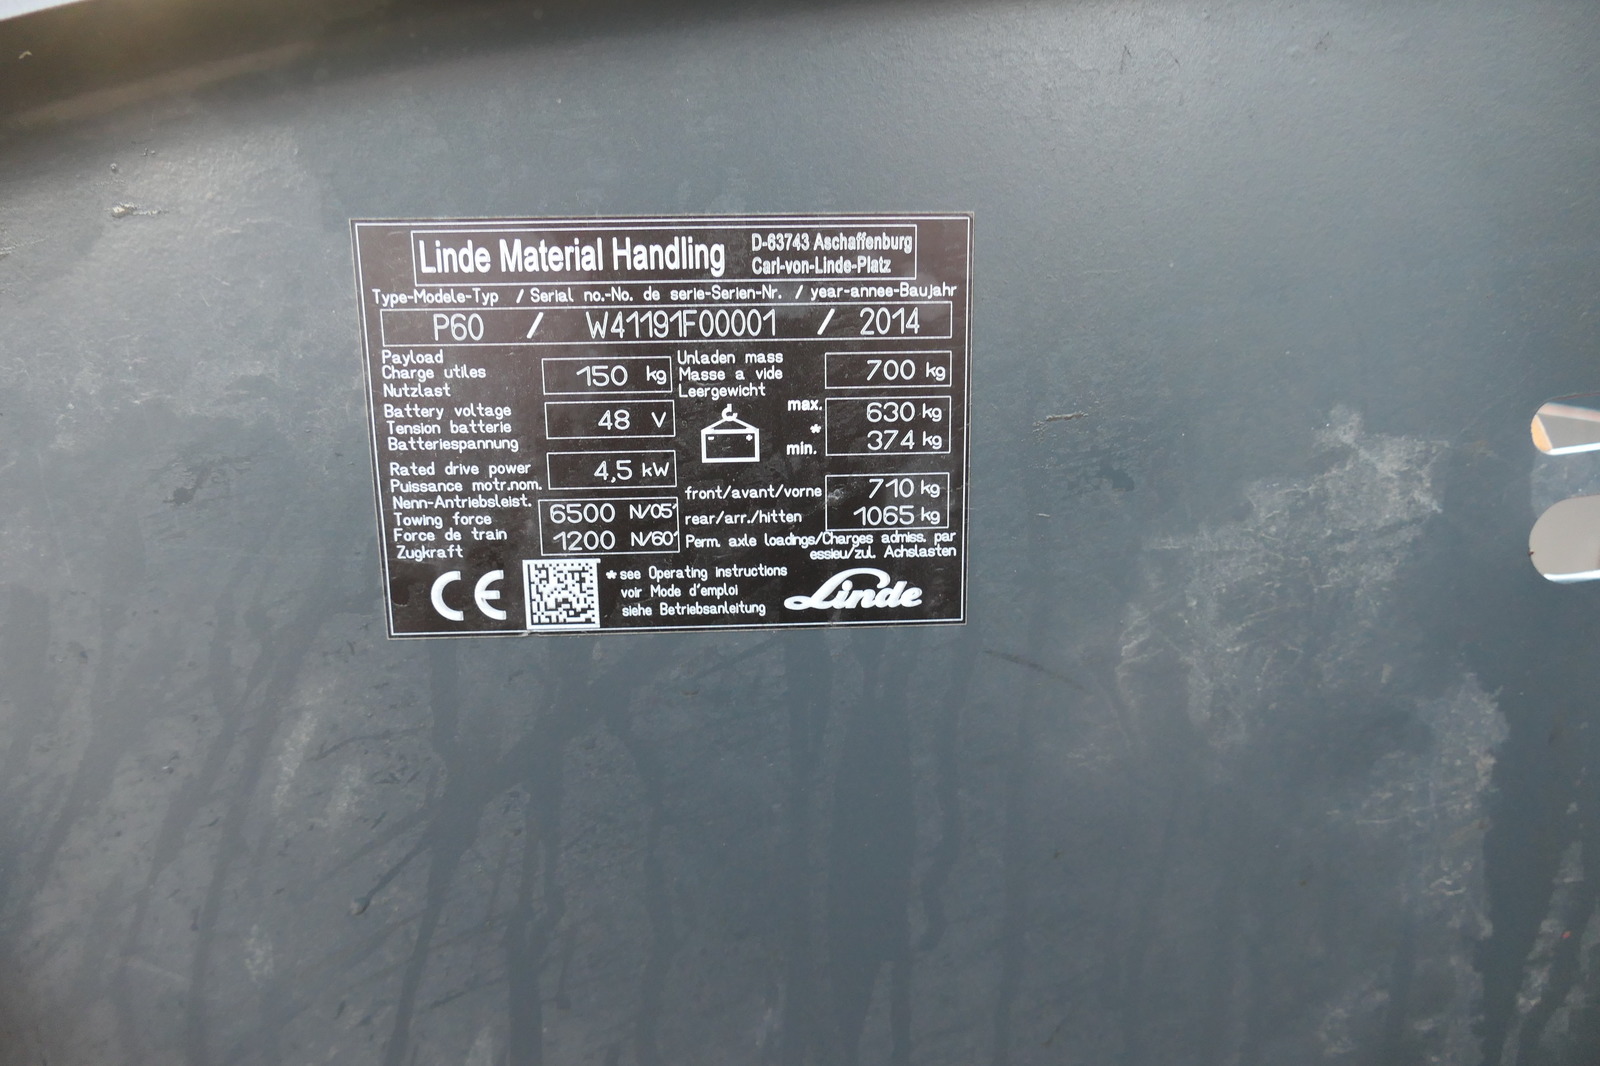 Linde Material Handling
D-63743 Aschaffenburg
Carl-von-Linde-Platz
Type-Modele-Typ / Serial no.-No. de serie-Serien-Nr. / year-annee-Baujahr
P60 / W41191F00001 / 2014
Payload
Charge utiles
Nutzlast
150 kg
Unladen mass
Masse a vide
Leergewicht
700 kg
Battery voltage
Tension batterie
Batteriespannung
48 V
max. 630 kg
*
min. 374 kg
Rated drive power
Puissance motr.nom.
Nenn-Antriebsleist.
4,5 kW
Towing force
Force de train
Zugkraft
6500 N/05'
1200 N/60'
front/avant/vorne 710 kg
rear/arr./hitten 1065 kg
Perm. axle loadings/Charges admiss. par
essieu/zul. Achslasten
CE
* see Operating instructions
voir Mode d'emploi
siehe Betriebsanleitung
Linde